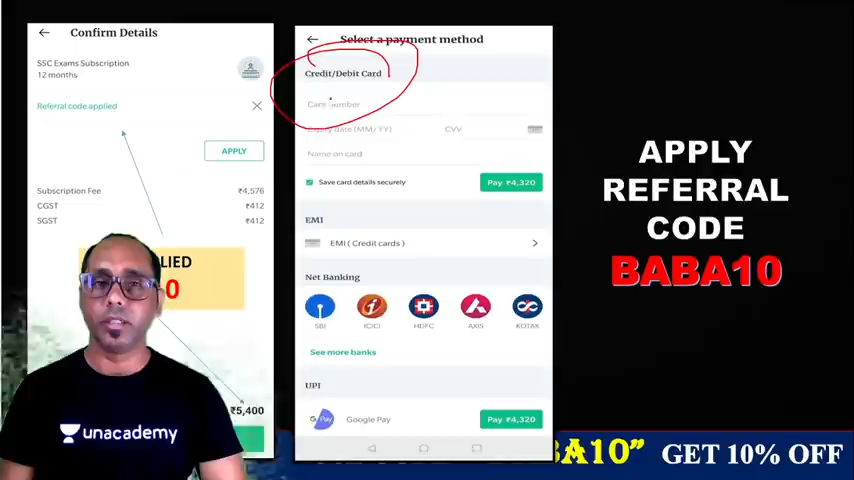 Confirm Details
SSC Exams Subscription
12 months
Referral code applied
APPLY
Subscription Fee
₹4,576
CGST
₹412
SGST
₹412
0
₹5,400
unacademy
Select a payment method
Credit/Debit Card
Card number
Expiry date (MM/YY)
CVV
Name on card
Save card details securely
Pay ₹4,320
EMI
EMI ( Credit cards )
Net Banking
SBI
ICICI
HDFC
AXIS
KOTAK
See more banks
UPI
G Pay
Google Pay
Pay ₹4,320
APPLY
REFERRAL
CODE
BABA10
BA10” GET 10% OFF